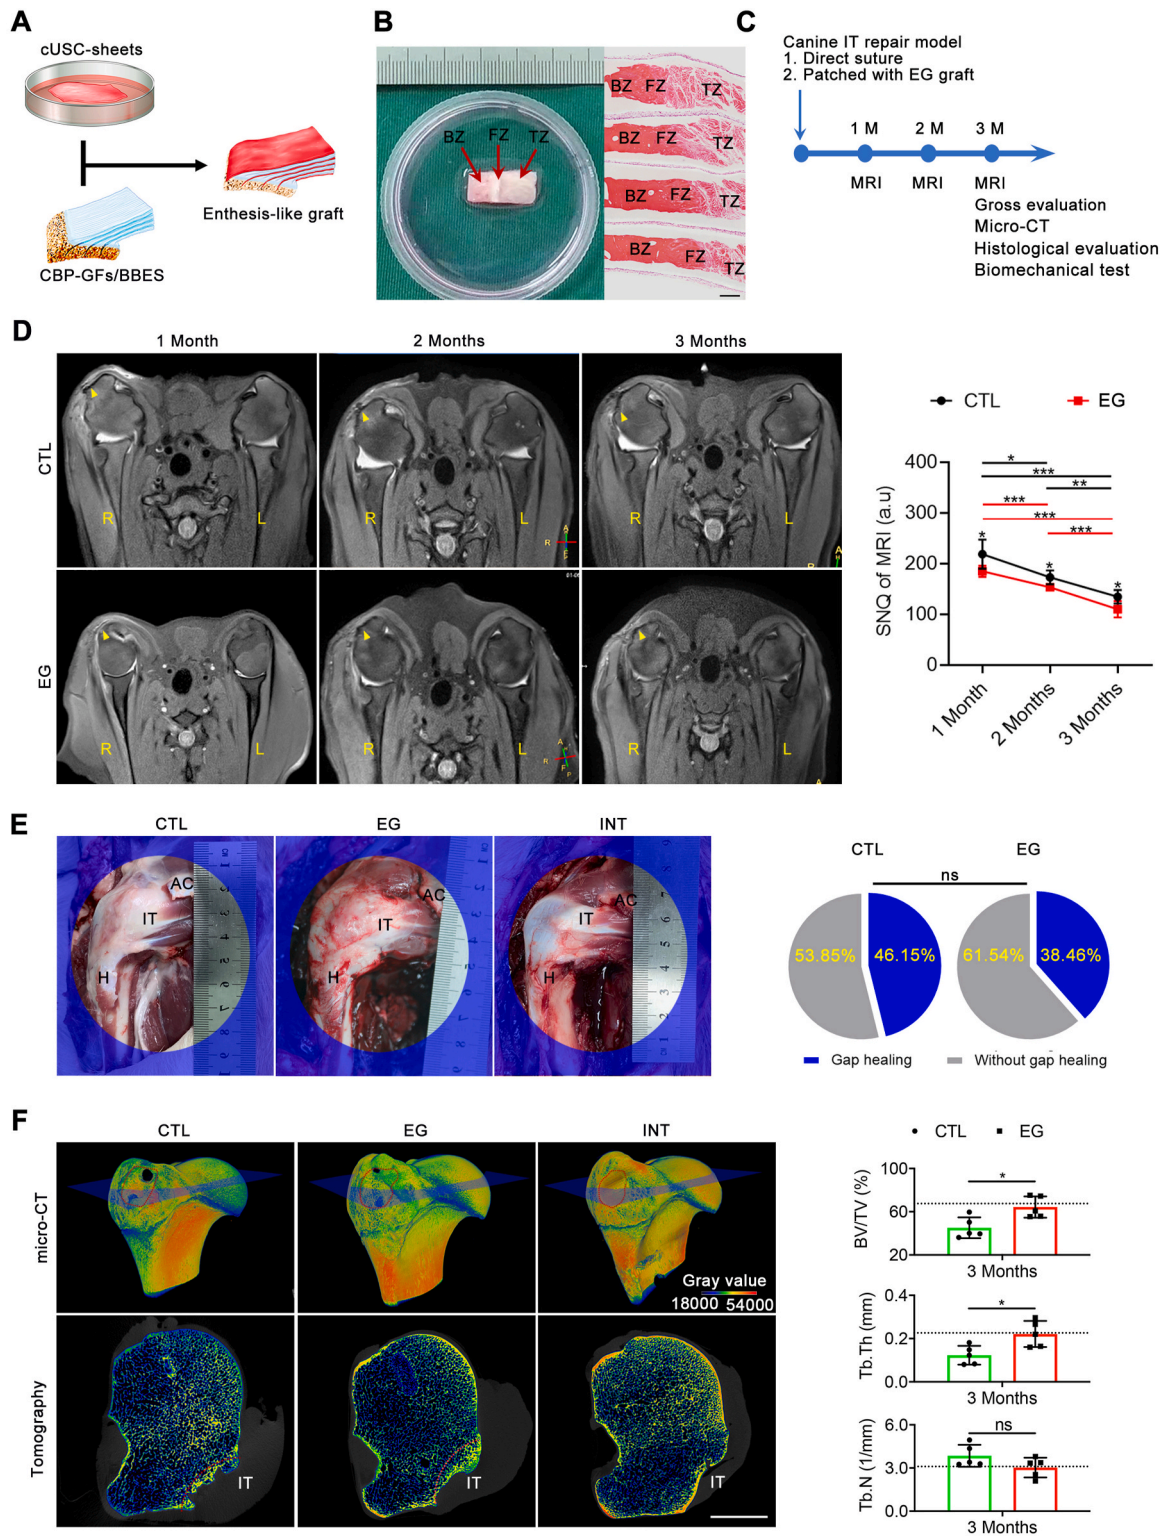 A
cUSC-sheets
Enthesis-like graft
CBP-GFs/BBES
B
BZ FZ TZ
BZ FZ TZ
BZ FZ TZ
BZ FZ TZ
BZ FZ TZ
C
Canine IT repair model
1. Direct suture
2. Patched with EG graft
1 M 2 M 3 M
MRI MRI MRI
Gross evaluation
Micro-CT
Histological evaluation
Biomechanical test
D
1 Month 2 Months 3 Months
CTL
R L
EG
R L
CTL EG
SNQ of MRI (a.u)
400
300
200
100
0
* *** **
*** *** ***
* * *
1 Month 2 Months 3 Months
E
CTL EG INT
AC IT H
AC IT H
AC IT H
CTL EG
ns
53.85% 46.15% 61.54% 38.46%
Gap healing Without gap healing
F
CTL EG INT
micro-CT
Gray value
18000 54000
Tomography
IT IT IT
CTL EG
BV/TV (%)
100
60
20
*
3 Months
Tb.Th (mm)
0.4
0.2
0.0
*
3 Months
Tb.N (1/mm)
6.0
3.0
0.0
ns
3 Months